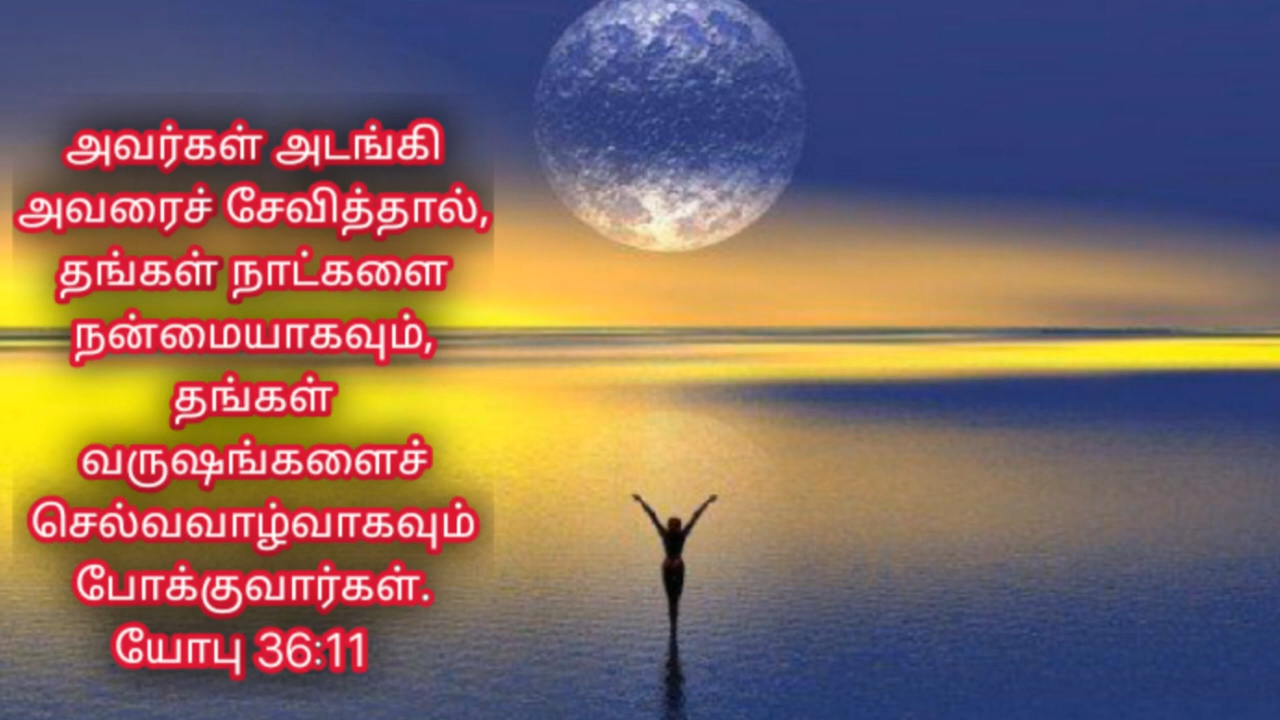 அவர்கள் அடங்கி
அவரைச் சேவித்தால்,
தங்கள் நாட்களை
நன்மையாகவும்,
தங்கள்
வருஷங்களைச்
செல்வவாழ்வாகவும்
போக்குவார்கள்.
யோபு 36:11